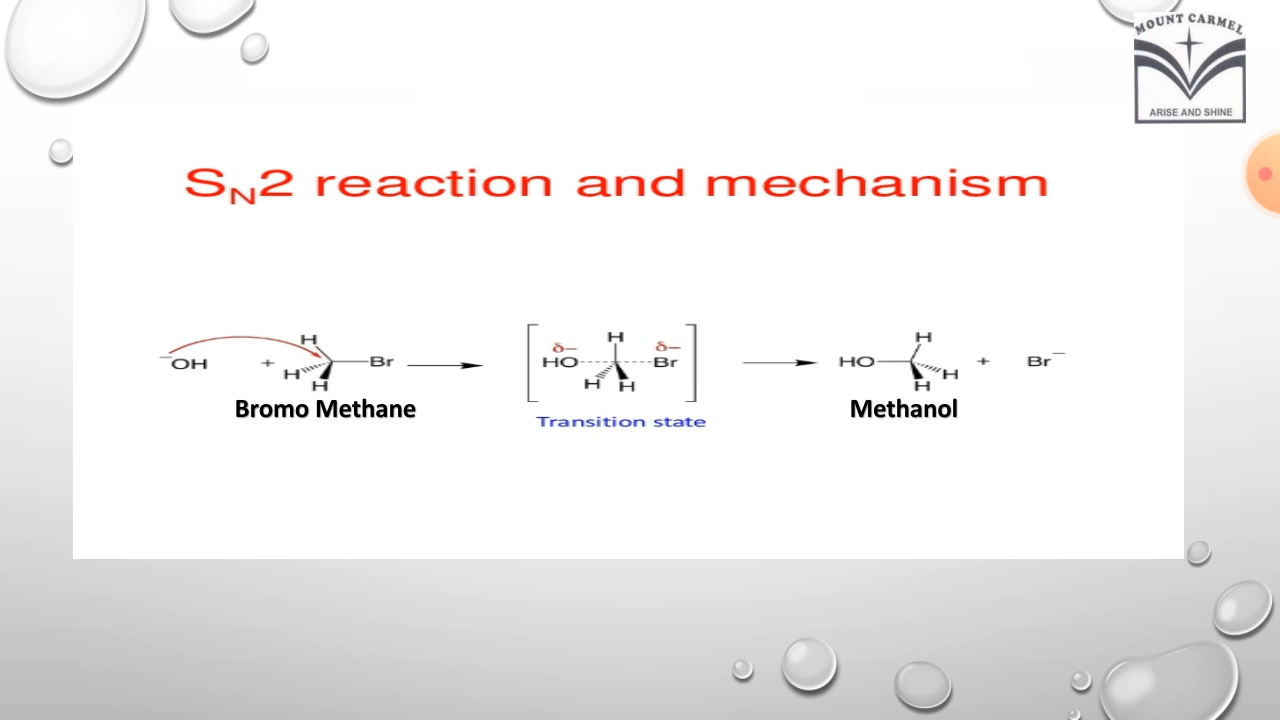 MOUNT CARMEL
ARISE AND SHINE
S_N2 reaction and mechanism
⁻OH + H H H Br → [ δ− HO H H H δ− Br ] → HO H H H + Br⁻
Bromo Methane
Transition state
Methanol